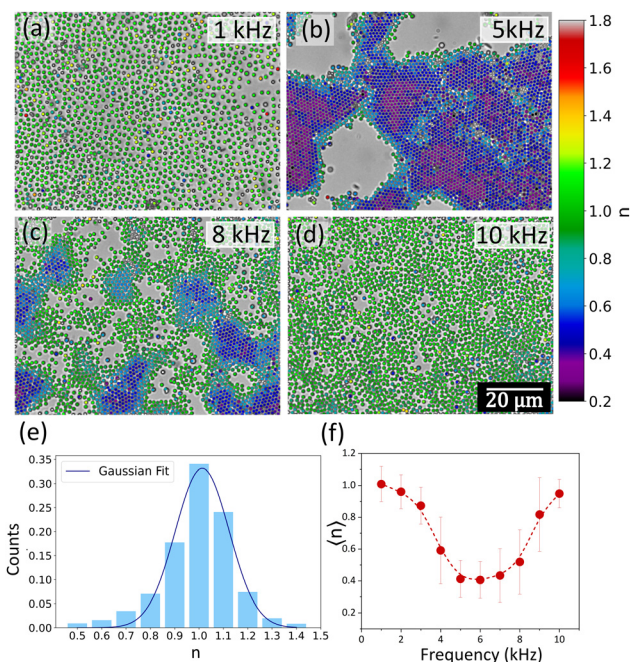 (a) 1 kHz
(b) 5kHz
(c) 8 kHz
(d) 10 kHz
20 µm
1.8
1.6
1.4
1.2
1.0
0.8
0.6
0.4
0.2
n
(e)
Gaussian Fit
0.35
0.30
0.25
0.20
0.15
0.10
0.05
0.00
Counts
0.5 0.6 0.7 0.8 0.9 1.0 1.1 1.2 1.3 1.4 1.5
n
(f)
1.2
1.0
0.8
0.6
0.4
0.2
⟨n⟩
0 2 4 6 8 10
Frequency (kHz)